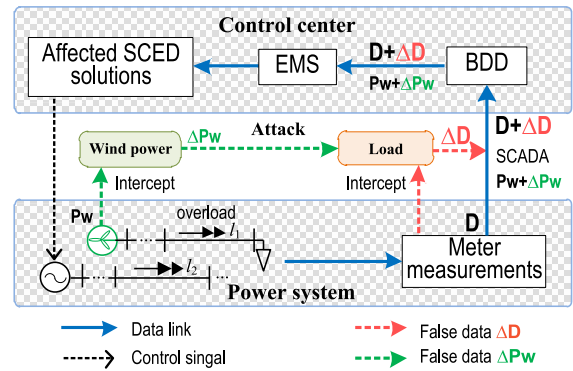 Control center
Affected SCED
solutions
EMS
D+ΔD
Pw+ΔPw
BDD
D+ΔD
SCADA
Pw+ΔPw
Wind power
ΔPw
Attack
Load
ΔD
Intercept
Intercept
Pw
overload
l1
l2
D
Meter
measurements
Power system
Data link
False data ΔD
Control singal
False data ΔPw